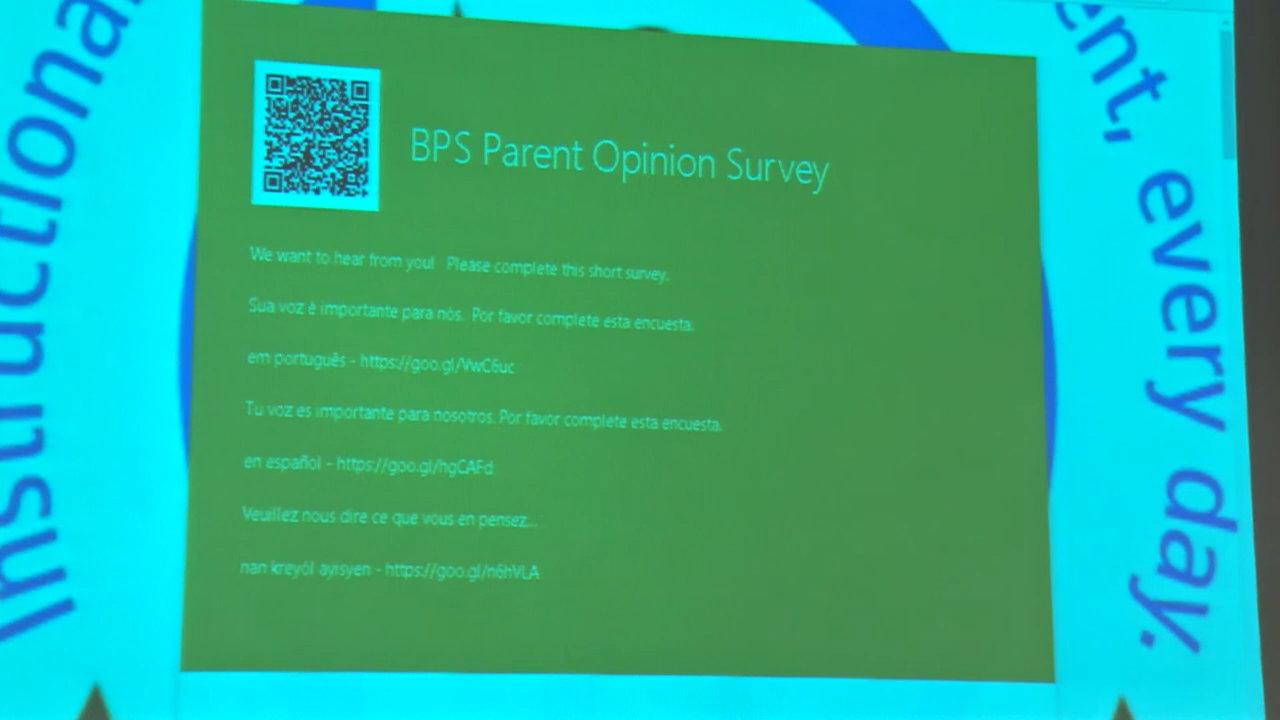 Instructional
ent, every day.
BPS Parent Opinion Survey
We want to hear from you! Please complete this short survey.
Sua voz è importante para nós. Por favor complete esta encuesta.
em português - https://goo.gl/VwC6uc
Tu voz es importante para nosotros. Por favor complete esta encuesta.
en español - https://goo.gl/hgCAFd
Veuillez nous dire ce que vous en pensez...
nan kreyòl ayisyen - https://goo.gl/n6hVLA